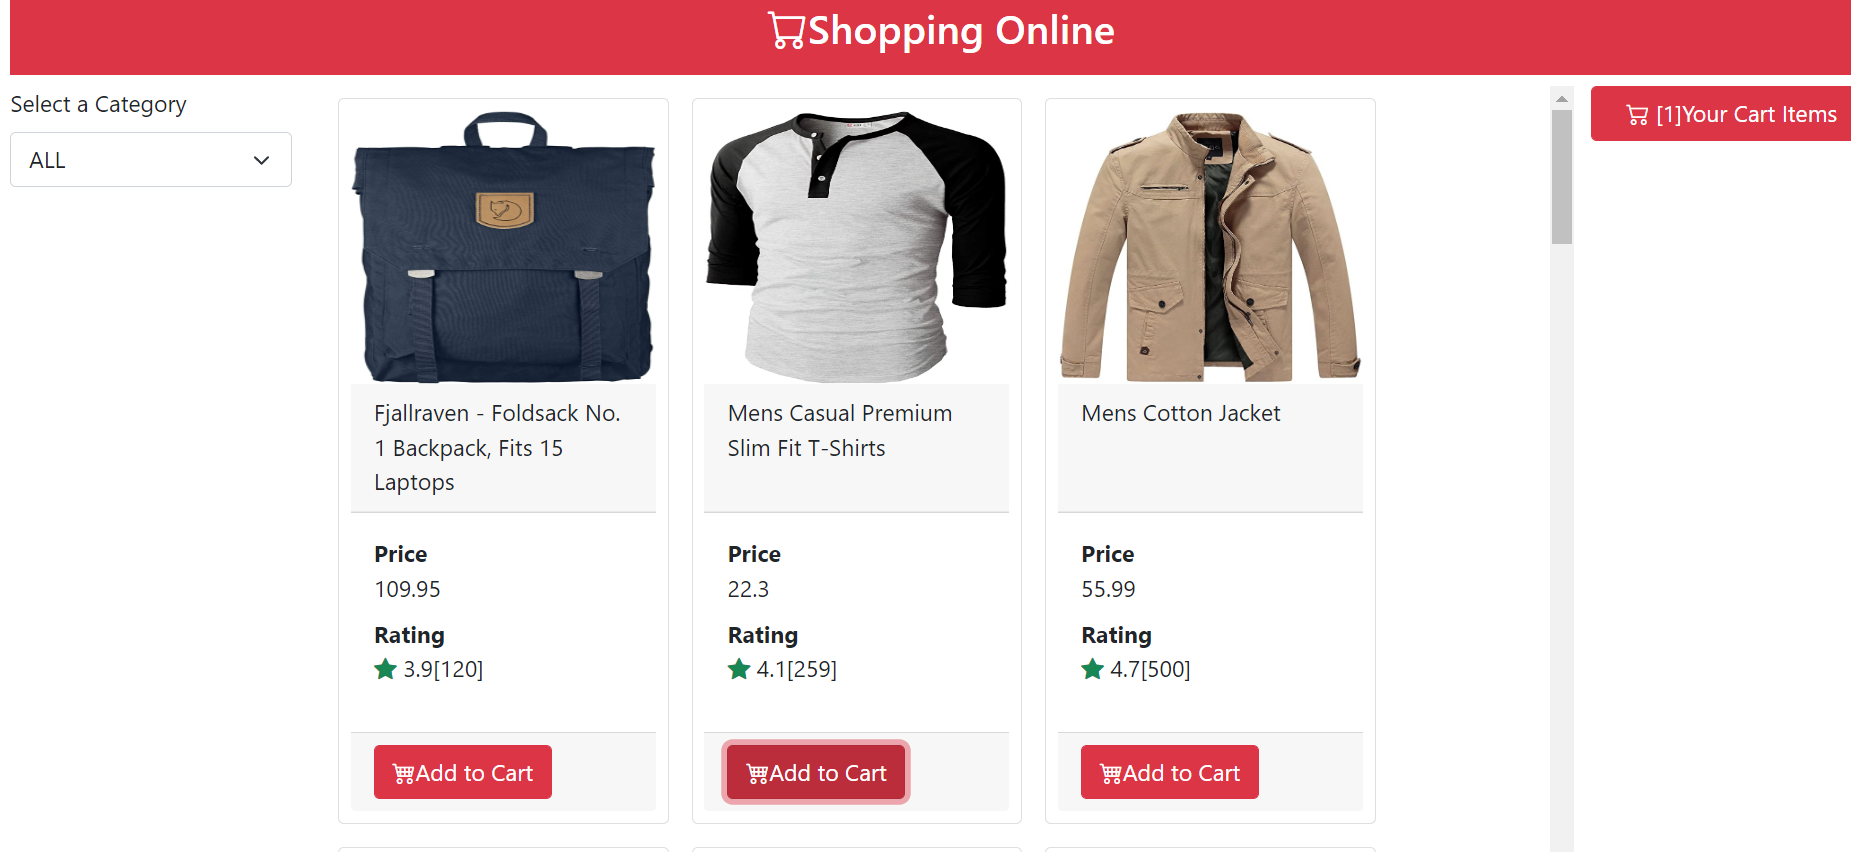 Shopping Online
Select a Category
ALL
[1]Your Cart Items
Fjallraven - Foldsack No.
1 Backpack, Fits 15
Laptops
Price
109.95
Rating
3.9[120]
Add to Cart
Mens Casual Premium
Slim Fit T-Shirts
Price
22.3
Rating
4.1[259]
Add to Cart
Mens Cotton Jacket
Price
55.99
Rating
4.7[500]
Add to Cart